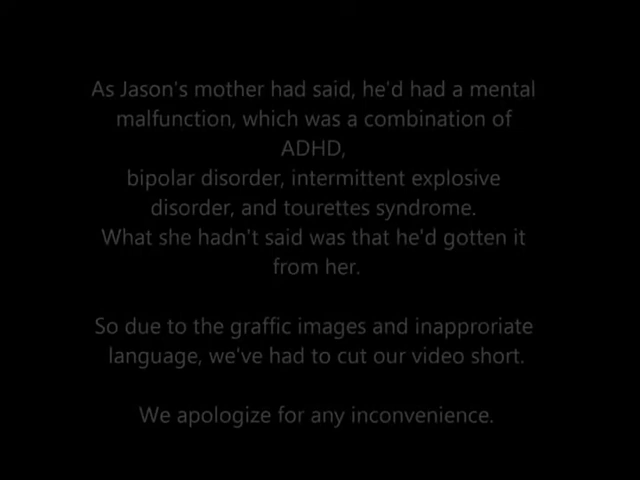 As Jason's mother had said, he'd had a mental
malfunction, which was a combination of
ADHD,
bipolar disorder, intermittent explosive
disorder, and tourettes syndrome.
What she hadn't said was that he'd gotten it
from her.
So due to the graffic images and inapproriate
language, we've had to cut our video short.
We apologize for any inconvenience.